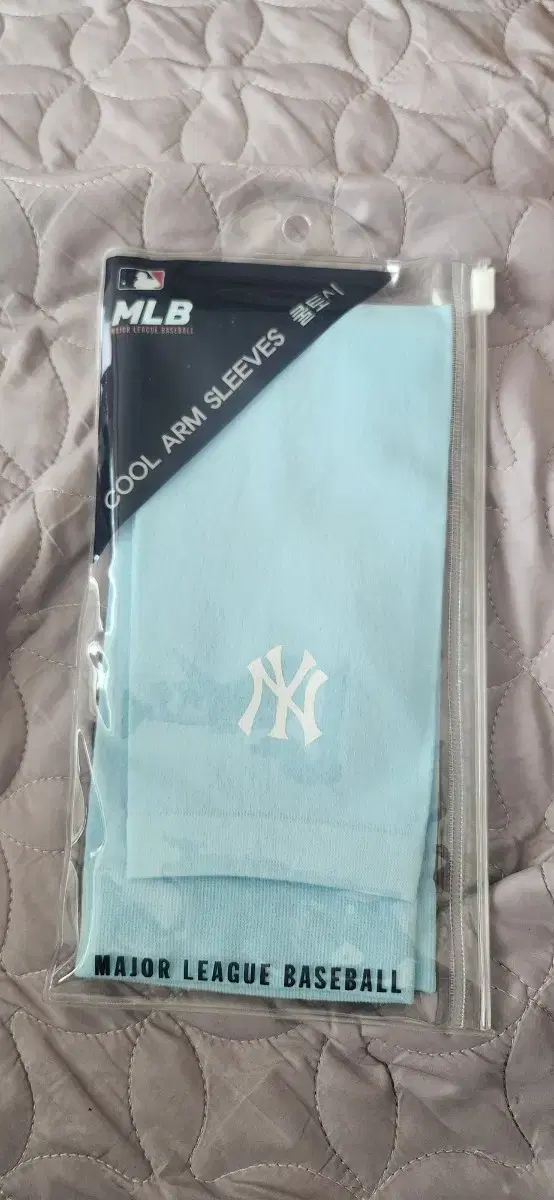 MLB
MAJOR LEAGUE BASEBALL
COOL ARM SLEEVES 쿨토시
NY
MAJOR LEAGUE BASEBALL